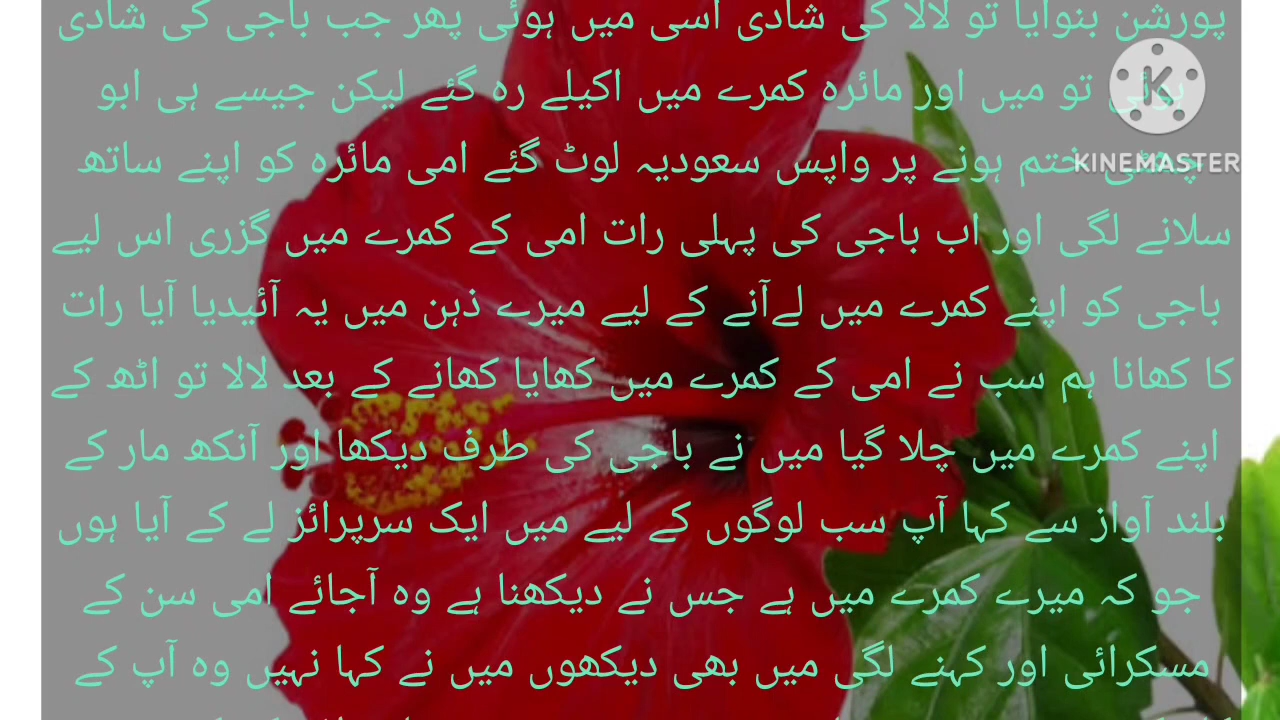 پورشن بنوایا تو لالا کی شادی اسی میں ہوئی پھر جب باجی کی شادی
ہوئی تو میں اور مائرہ کمرے میں اکیلے رہ گئے لیکن جیسے ہی ابو
چھٹی ختم ہونے پر واپس سعودیہ لوٹ گئے امی مائرہ کو اپنے ساتھ
سلانے لگی اور اب باجی کی پہلی رات امی کے کمرے میں گزری اس لیے
باجی کو اپنے کمرے میں لےآنے کے لیے میرے ذہن میں یہ آئیدیا آیا رات
کا کھانا ہم سب نے امی کے کمرے میں کھایا کھانے کے بعد لالا تو اٹھ کے
اپنے کمرے میں چلا گیا میں نے باجی کی طرف دیکھا اور آنکھ مار کے
بلند آواز سے کہا آپ سب لوگوں کے لیے میں ایک سرپرائز لے کے آیا ہوں
جو کہ میرے کمرے میں ہے جس نے دیکھنا ہے وہ آجائے امی سن کے
مسکرائی اور کہنے لگی میں بھی دیکھوں میں نے کہا نہیں وہ آپ کے
K
KINEMASTER